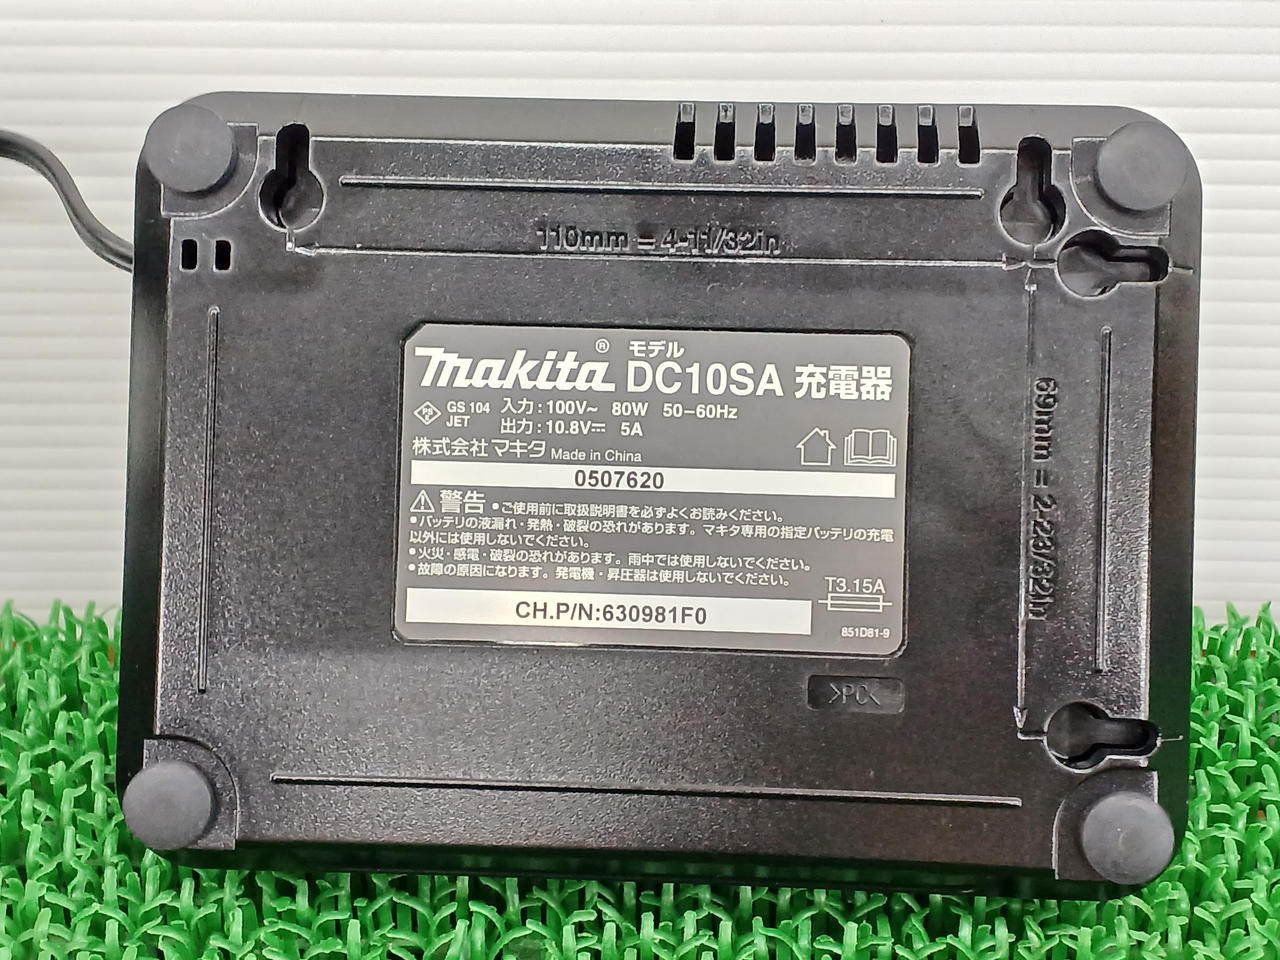 110mm = 4-11/32in
69mm = 2-23/32in
makita® モデル DC10SA 充電器
PS E GS 104 JET
入力 : 100V~ 80W 50-60Hz
出力 : 10.8V⎓ 5A
株式会社 マキタ Made in China
0507620
⚠ 警告 •ご使用前に取扱説明書を必ずよくお読みください。
•バッテリの液漏れ・発熱・破裂の恐れがあります。マキタ専用の指定バッテリの充電
以外には使用しないでください。
•火災・感電・破裂の恐れがあります。雨中では使用しないでください。
•故障の原因になります。発電機・昇圧器は使用しないでください。
T3.15A
CH.P/N:630981F0
851D81-9
>PC<